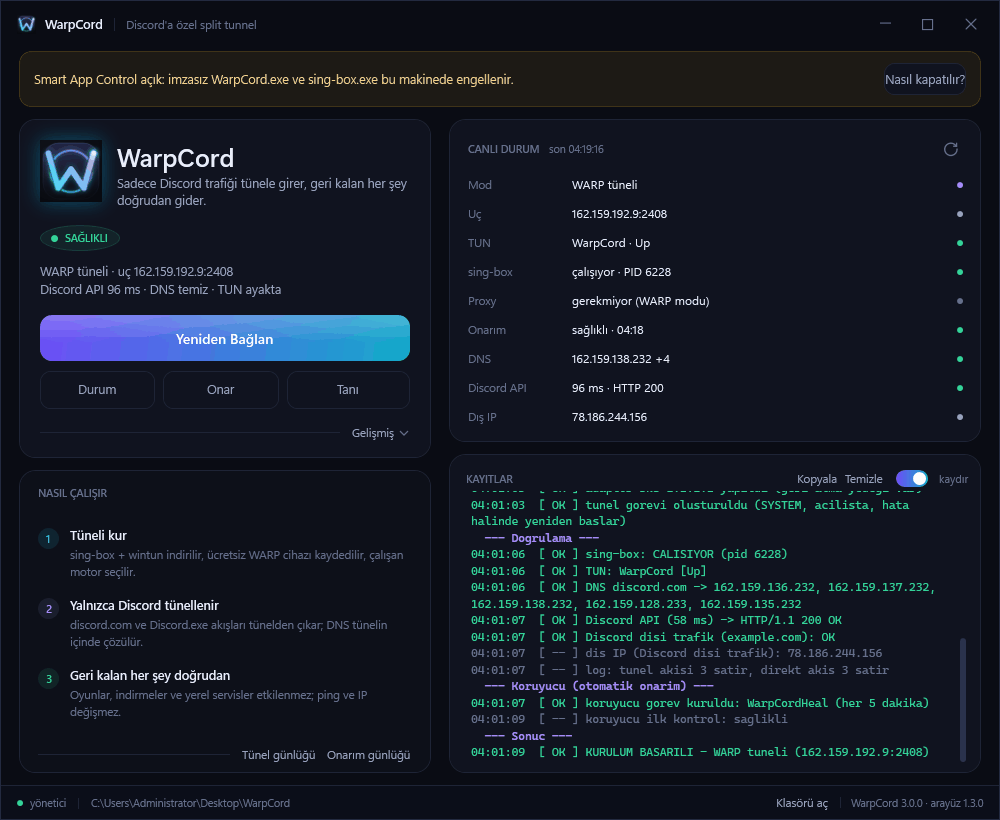 WarpCord
Discord'a özel split tunnel
Smart App Control açık: imzasız WarpCord.exe ve sing-box.exe bu makinede engellenir.
Nasıl kapatılır?
WarpCord
Sadece Discord trafiği tünele girer, geri kalan her şey
doğrudan gider.
SAĞLIKLI
WARP tüneli · uç 162.159.192.9:2408
Discord API 96 ms · DNS temiz · TUN ayakta
Yeniden Bağlan
Durum
Onar
Tanı
Gelişmiş
NASIL ÇALIŞIR
1
Tüneli kur
sing-box + wintun indirilir, ücretsiz WARP cihazı kaydedilir, çalışan
motor seçilir.
2
Yalnızca Discord tünellenir
discord.com ve Discord.exe akışları tünelden çıkar; DNS tünelin
içinde çözülür.
3
Geri kalan her şey doğrudan
Oyunlar, indirmeler ve yerel servisler etkilenmez; ping ve IP
değişmez.
Tünel günlüğü
Onarım günlüğü
CANLI DURUM
son 04:19:16
Mod WARP tüneli
Uç 162.159.192.9:2408
TUN WarpCord · Up
sing-box çalışıyor · PID 6228
Proxy gerekmiyor (WARP modu)
Onarım sağlıklı · 04:18
DNS 162.159.138.232 +4
Discord API 96 ms · HTTP 200
Dış IP 78.186.244.156
KAYITLAR
Kopyala
Temizle
kaydır
04:01:03 [ OK ] tunel gorevi olusturuldu (SYSTEM, acilista, hata
halinde yeniden baslar)
--- Dogrulama ---
04:01:06 [ OK ] sing-box: CALISIYOR (pid 6228)
04:01:06 [ OK ] TUN: WarpCord [Up]
04:01:06 [ OK ] DNS discord.com -> 162.159.136.232, 162.159.137.232,
162.159.138.232, 162.159.128.233, 162.159.135.232
04:01:07 [ OK ] Discord API (58 ms) -> HTTP/1.1 200 OK
04:01:07 [ OK ] Discord disi trafik (example.com): OK
04:01:07 [ -- ] dis IP (Discord disi trafik): 78.186.244.156
04:01:07 [ -- ] log: tunel akisi 3 satir, direkt akis 3 satir
--- Koruyucu (otomatik onarim) ---
04:01:07 [ OK ] koruyucu gorev kuruldu: WarpCordHeal (her 5 dakika)
04:01:09 [ -- ] koruyucu ilk kontrol: saglikli
--- Sonuc ---
04:01:09 [ OK ] KURULUM BASARILI - WARP tuneli (162.159.192.9:2408)
yönetici
C:\Users\Administrator\Desktop\WarpCord
Klasörü aç
WarpCord 3.0.0 · arayüz 1.3.0